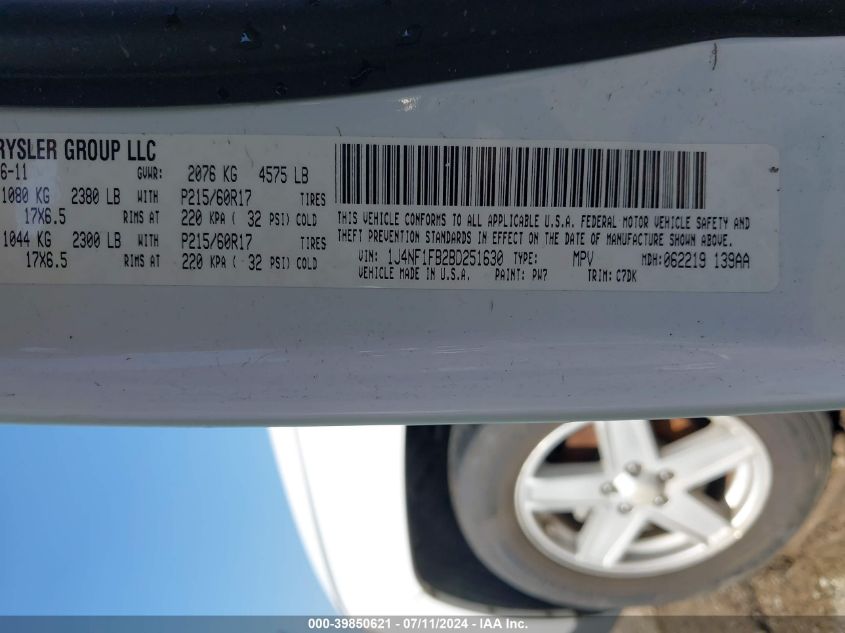 RYSLER GROUP LLC
6-11 GVWR: 2076 KG 4575 LB
1080 KG 2380 LB WITH P215/60R17 TIRES
17X6.5 RIMS AT 220 KPA ( 32 PSI) COLD
1044 KG 2300 LB WITH P215/60R17 TIRES
17X6.5 RIMS AT 220 KPA ( 32 PSI) COLD
THIS VEHICLE CONFORMS TO ALL APPLICABLE U.S.A. FEDERAL MOTOR VEHICLE SAFETY AND
THEFT PREVENTION STANDARDS IN EFFECT ON THE DATE OF MANUFACTURE SHOWN ABOVE.
VIN: 1J4NF1FB2BD251630 TYPE: MPV MDH: 062219 139AA
VEHICLE MADE IN U.S.A. PAINT: PW7 TRIM: C7DK
000-39850621 - 07/11/2024 - IAA Inc.